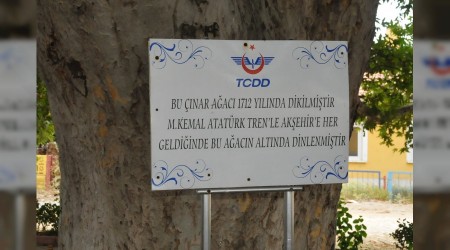 TCDD
BU ÇINAR AĞACI 1712 YILINDA DİKİLMİŞTİR
M.KEMAL ATATÜRK TREN'LE AKŞEHİR'E HER
GELDİĞİNDE BU AĞACIN ALTINDA DİNLENMİŞTİR